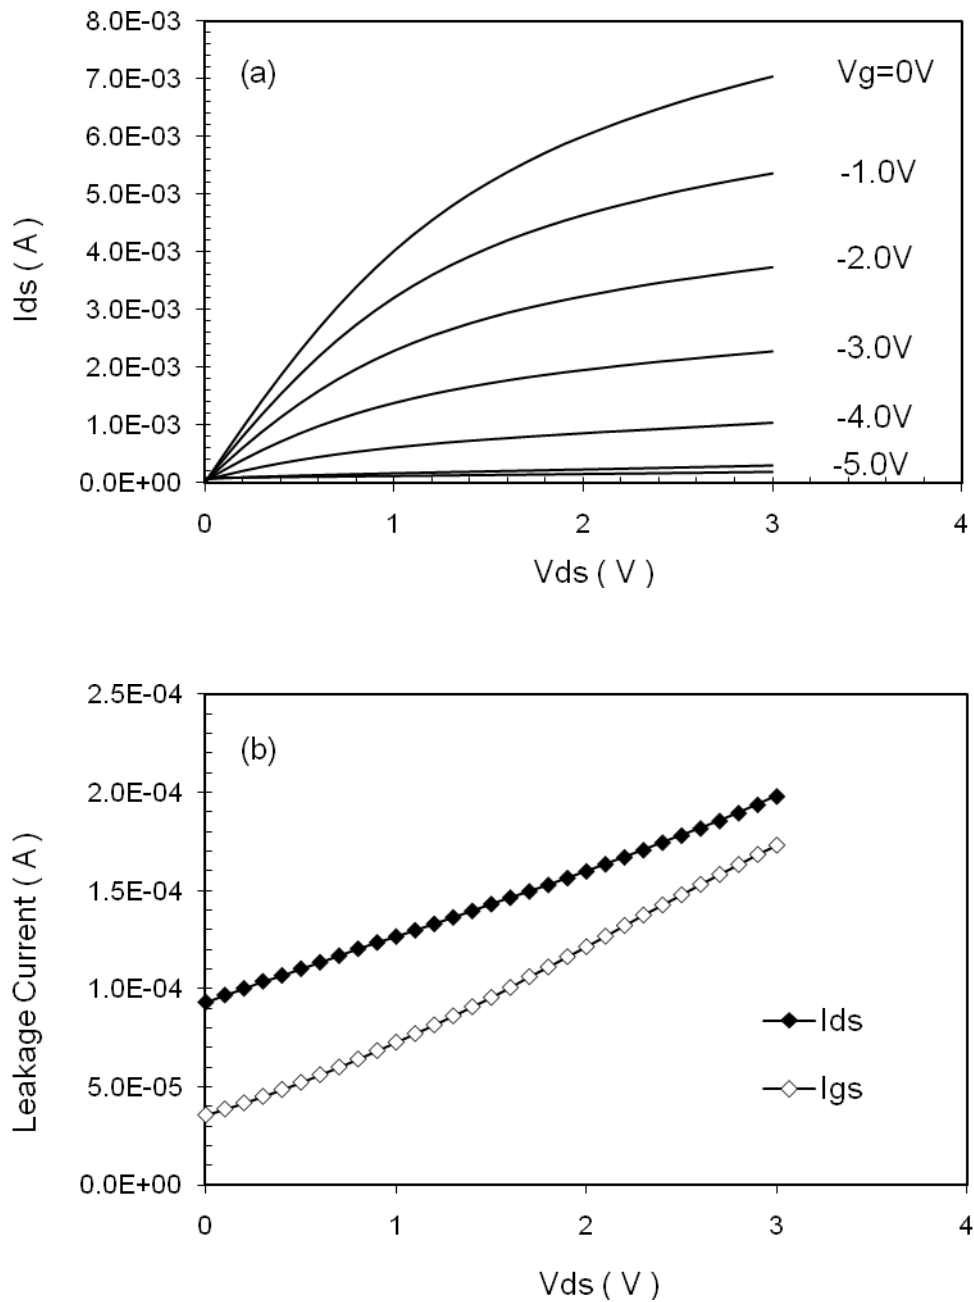 8.0E-03
(a)
Vg=0V
7.0E-03
6.0E-03
5.0E-03
-1.0V
4.0E-03
-2.0V
3.0E-03
-3.0V
2.0E-03
-4.0V
1.0E-03
-5.0V
0.0E+00
Ids ( A )
0 1 2 3 4
Vds ( V )
2.5E-04
(b)
2.0E-04
1.5E-04
1.0E-04
Ids
5.0E-05
Igs
0.0E+00
Leakage Current ( A )
0 1 2 3 4
Vds ( V )